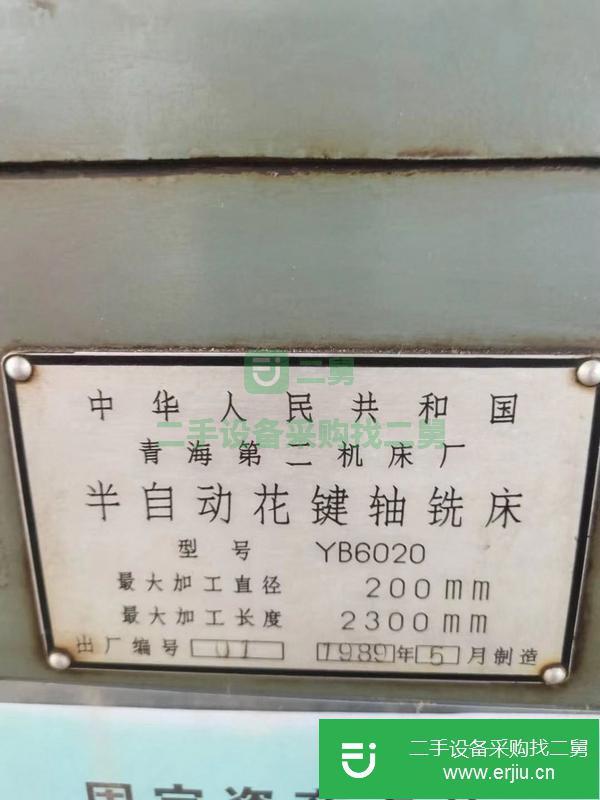 二舅
中华人民共和国
二手设备采购找二舅
青海第二机床厂
半自动花键轴铣床
型号 YB6020
最大加工直径 200mm
最大加工长度 2300mm
出厂编号 01 1989年5月制造
二手设备采购找二舅
www.erjiu.cn